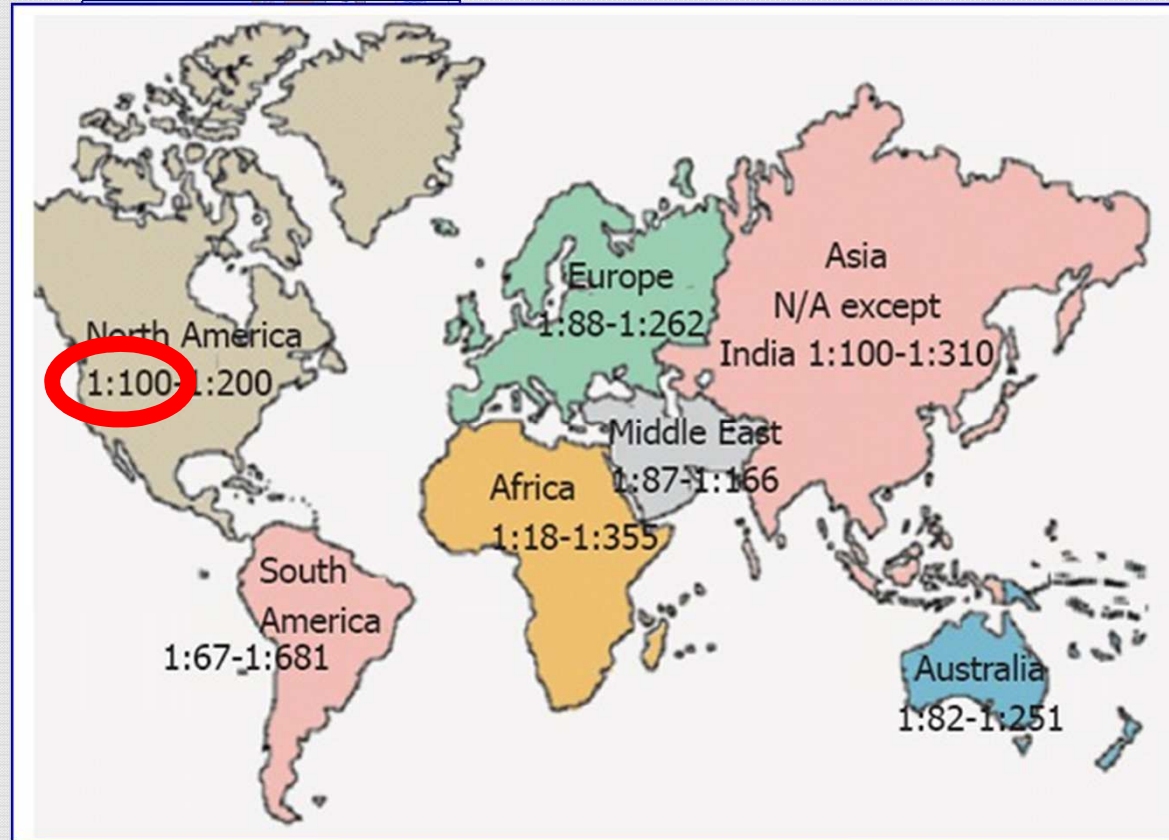 North America
1:100-1:200
Europe
1:88-1:262
Asia
N/A except
India 1:100-1:310
Middle East
1:87-1:166
Africa
1:18-1:355
South
America
1:67-1:681
Australia
1:82-1:251